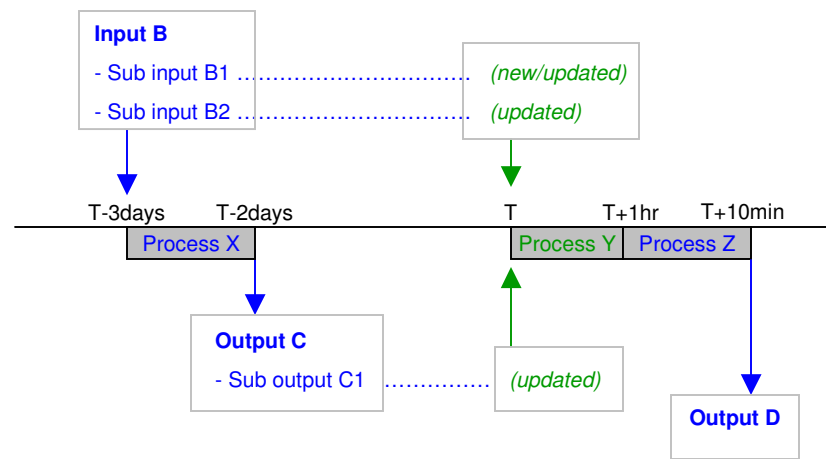 Input B
- Sub input B1 ................................... (new/updated)
- Sub input B2 ................................... (updated)
T-3days T-2days T T+1hr T+10min
Process X Process Y Process Z
Output C
- Sub output C1 ............... (updated)
Output D